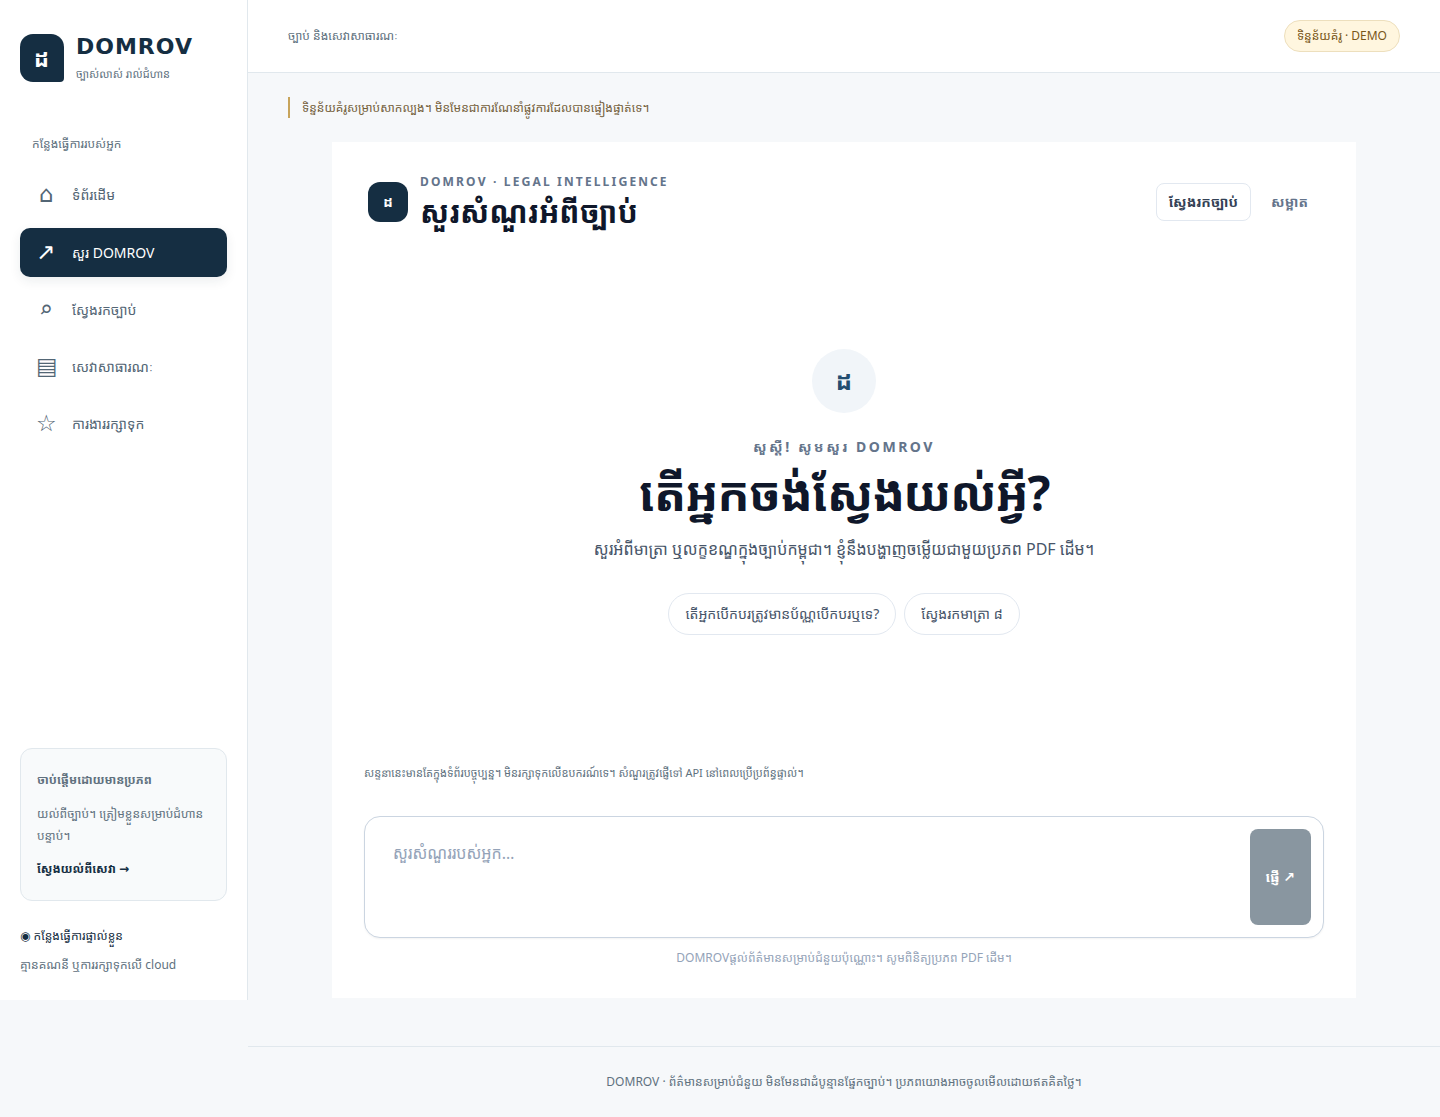 ដ
DOMROV
ច្បាស់លាស់ រាល់ជំហាន
កន្លែងធ្វើការរបស់អ្នក
ទំព័រដើម
សួរ DOMROV
ស្វែងរកច្បាប់
សេវាសាធារណៈ
ការងាររក្សាទុក
ចាប់ផ្តើមដោយមានប្រភព
យល់ពីច្បាប់។ ត្រៀមខ្លួនសម្រាប់ជំហាន
បន្ទាប់។
ស្វែងយល់ពីសេវា →
◉ កន្លែងធ្វើការផ្ទាល់ខ្លួន
គ្មានគណនី ឬការរក្សាទុកលើ cloud
ច្បាប់ និងសេវាសាធារណៈ
ទិន្នន័យគំរូ · DEMO
ទិន្នន័យគំរូសម្រាប់សាកល្បង។ មិនមែនជាការណែនាំផ្លូវការដែលបានផ្ទៀងផ្ទាត់ទេ។
ដ
DOMROV · LEGAL INTELLIGENCE
សួរសំណួរអំពីច្បាប់
ស្វែងរកច្បាប់
សម្អាត
ដ
សួស្តី! សូមសួរ DOMROV
តើអ្នកចង់ស្វែងយល់អ្វី?
សួរអំពីមាត្រា ឬលក្ខខណ្ឌក្នុងច្បាប់កម្ពុជា។ ខ្ញុំនឹងបង្ហាញចម្លើយជាមួយប្រភព PDF ដើម។
តើអ្នកបើកបរត្រូវមានប័ណ្ណបើកបរឬទេ?
ស្វែងរកមាត្រា ៨
សន្ទនានេះមានតែក្នុងទំព័របច្ចុប្បន្ន។ មិនរក្សាទុកលើឧបករណ៍ទេ។ សំណួរត្រូវផ្ញើទៅ API នៅពេលប្រើប្រព័ន្ធផ្ទាល់។
សួរសំណួររបស់អ្នក...
ផ្ញើ ↗
DOMROVផ្តល់ព័ត៌មានសម្រាប់ជំនួយប៉ុណ្ណោះ។ សូមពិនិត្យប្រភព PDF ដើម។
DOMROV · ព័ត៌មានសម្រាប់ជំនួយ មិនមែនជាដំបូន្មានផ្នែកច្បាប់។ ប្រភពយោងអាចចូលមើលដោយឥតគិតថ្លៃ។